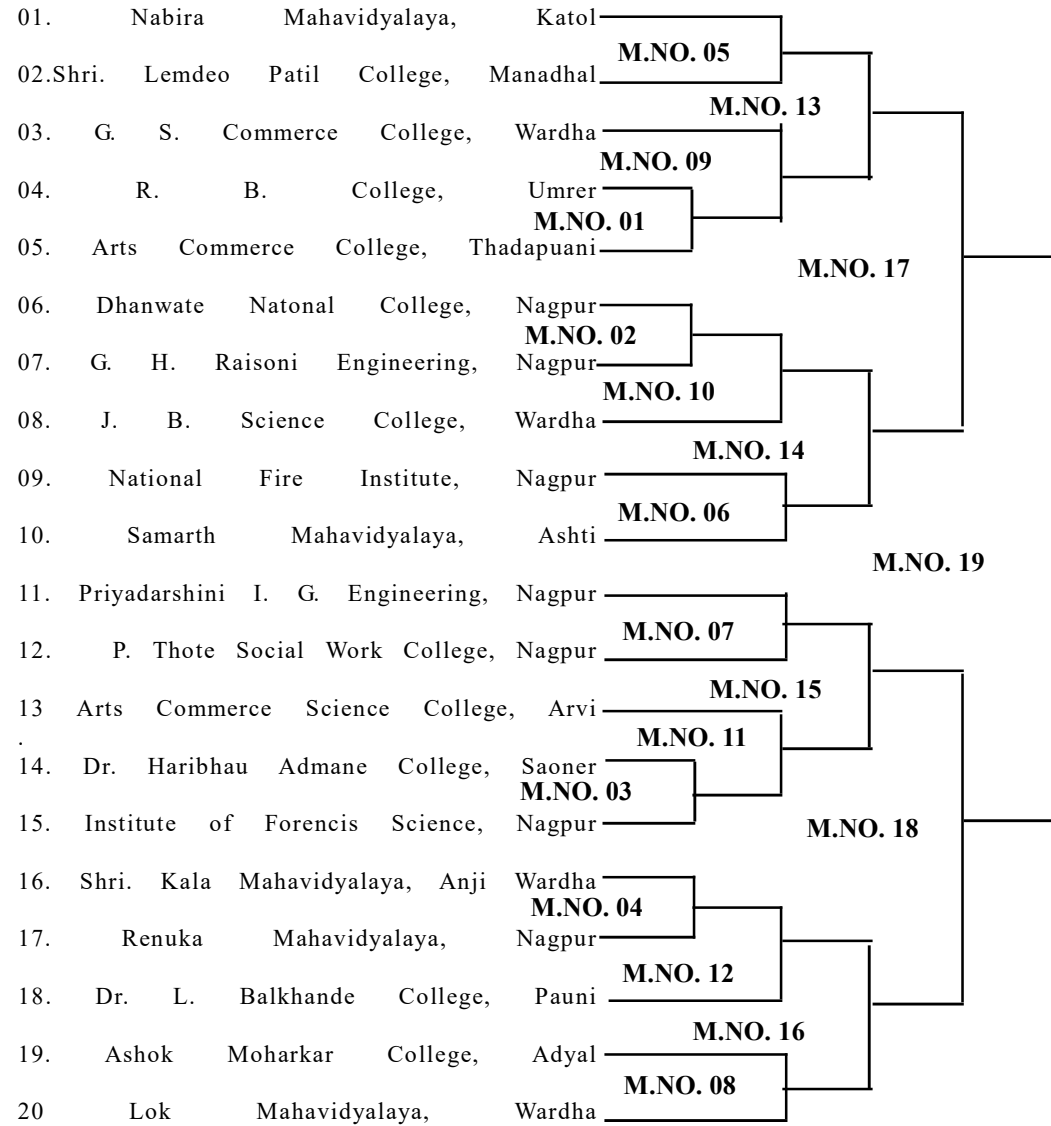 01. Nabira Mahavidyalaya, Katol
M.NO. 05
02.Shri. Lemdeo Patil College, Manadhal
M.NO. 13
03. G. S. Commerce College, Wardha
M.NO. 09
04. R. B. College, Umrer
M.NO. 01
05. Arts Commerce College, Thadapuani
M.NO. 17
06. Dhanwate Natonal College, Nagpur
M.NO. 02
07. G. H. Raisoni Engineering, Nagpur
M.NO. 10
08. J. B. Science College, Wardha
M.NO. 14
09. National Fire Institute, Nagpur
M.NO. 06
10. Samarth Mahavidyalaya, Ashti
M.NO. 19
11. Priyadarshini I. G. Engineering, Nagpur
M.NO. 07
12. P. Thote Social Work College, Nagpur
M.NO. 15
13 Arts Commerce Science College, Arvi
.
M.NO. 11
14. Dr. Haribhau Admane College, Saoner
M.NO. 03
15. Institute of Forencis Science, Nagpur
M.NO. 18
16. Shri. Kala Mahavidyalaya, Anji Wardha
M.NO. 04
17. Renuka Mahavidyalaya, Nagpur
M.NO. 12
18. Dr. L. Balkhande College, Pauni
M.NO. 16
19. Ashok Moharkar College, Adyal
M.NO. 08
20 Lok Mahavidyalaya, Wardha